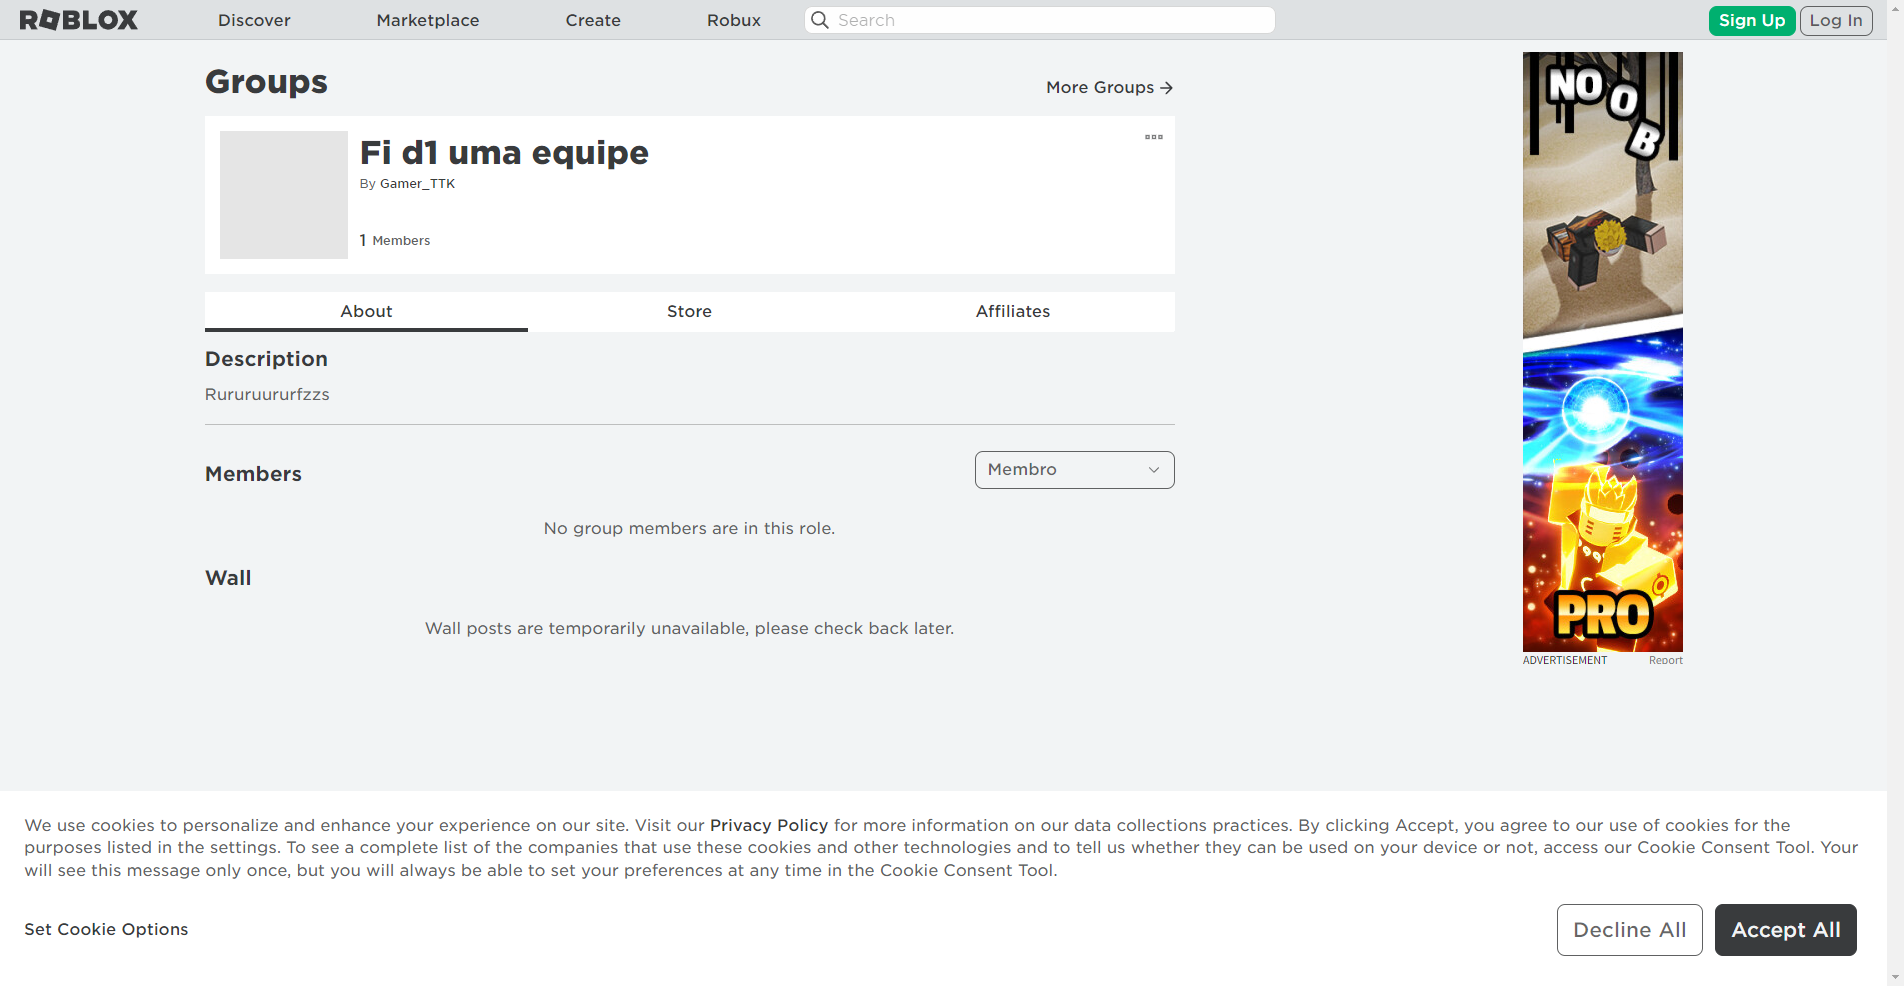 ROBLOX
Discover
Marketplace
Create
Robux
Search
Sign Up
Log In
Groups
More Groups
Fi d1 uma equipe
By Gamer_TTK
1 Members
About
Store
Affiliates
Description
Rururuururfzzs
Members
Membro
No group members are in this role.
Wall
Wall posts are temporarily unavailable, please check back later.
NOOB
PRO
ADVERTISEMENT
Report
We use cookies to personalize and enhance your experience on our site. Visit our Privacy Policy for more information on our data collections practices. By clicking Accept, you agree to our use of cookies for the
purposes listed in the settings. To see a complete list of the companies that use these cookies and other technologies and to tell us whether they can be used on your device or not, access our Cookie Consent Tool. Your
will see this message only once, but you will always be able to set your preferences at any time in the Cookie Consent Tool.
Set Cookie Options
Decline All
Accept All